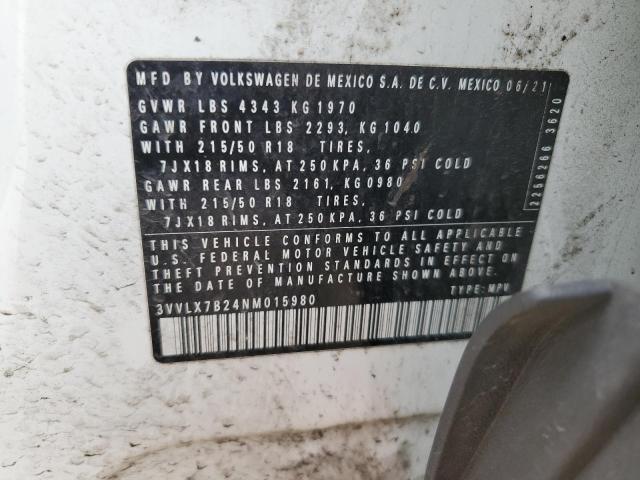 MFD BY VOLKSWAGEN DE MEXICO S.A. DE C.V. MEXICO 06/21
GVWR LBS 4343 KG 1970
GAWR FRONT LBS 2293, KG 1040
WITH 215/50 R18 TIRES,
7JX18 RIMS, AT 250 KPA, 36 PSI COLD
GAWR REAR LBS 2161, KG 0980
WITH 215/50 R18 TIRES,
7JX18 RIMS, AT 250 KPA, 36 PSI COLD
THIS VEHICLE CONFORMS TO ALL APPLICABLE
U.S. FEDERAL MOTOR VEHICLE SAFETY AND
THEFT PREVENTION STANDARDS IN EFFECT ON
THE DATE OF MANUFACTURE SHOWN ABOVE.
3VVLX7B24NM015980 TYPE: MPV
2256266 3620